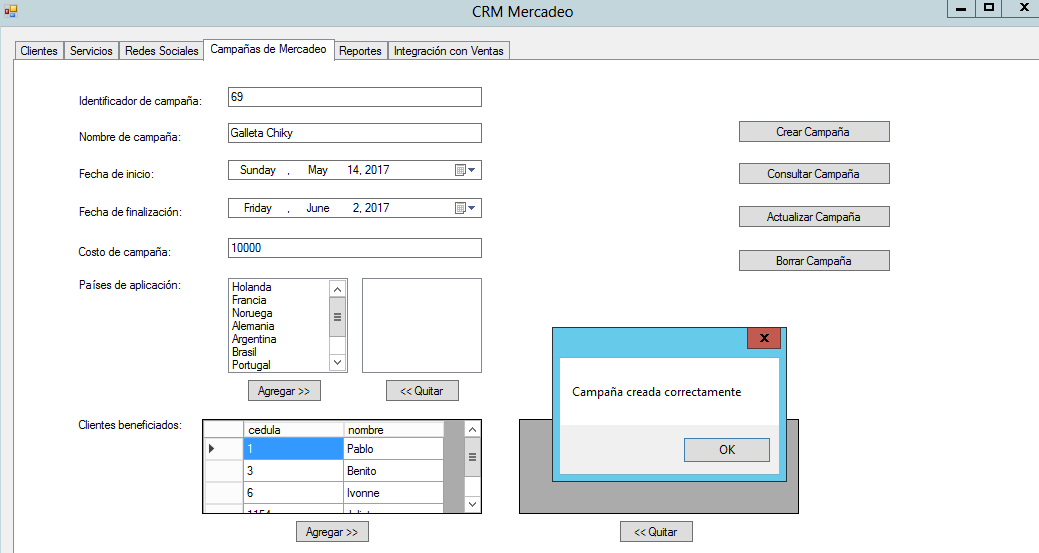 CRM Mercadeo
Clientes Servicios Redes Sociales Campañas de Mercadeo Reportes Integración con Ventas
Identificador de campaña: 69
Nombre de campaña: Galleta Chiky
Crear Campaña
Fecha de inicio: Sunday , May 14, 2017
Consultar Campaña
Fecha de finalización: Friday , June 2, 2017
Actualizar Campaña
Costo de campaña: 10000
Borrar Campaña
Países de aplicación:
Holanda
Francia
Noruega
Alemania
Argentina
Brasil
Portugal
Agregar >> << Quitar
Campaña creada correctamente
OK
Clientes beneficiados:
cedula nombre
1 Pablo
3 Benito
6 Ivonne
Agregar >> << Quitar